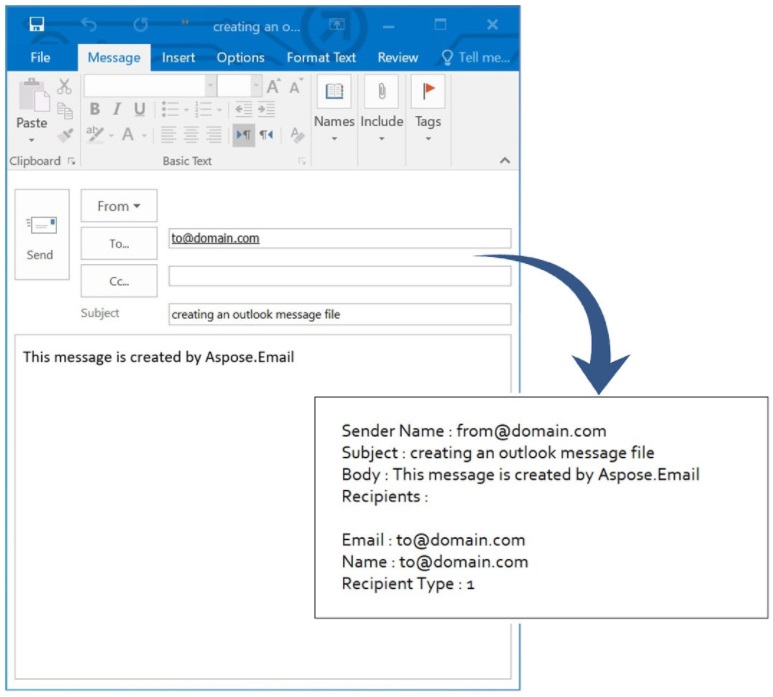 creating an o...
File Message Insert Options Format Text Review Tell me...
Paste
B I U
A A
aby A
Names Include Tags
Clipboard Basic Text
From
Send
To... to@domain.com
Cc...
Subject creating an outlook message file
This message is created by Aspose.Email
Sender Name : from@domain.com
Subject : creating an outlook message file
Body : This message is created by Aspose.Email
Recipients :
Email : to@domain.com
Name : to@domain.com
Recipient Type : 1